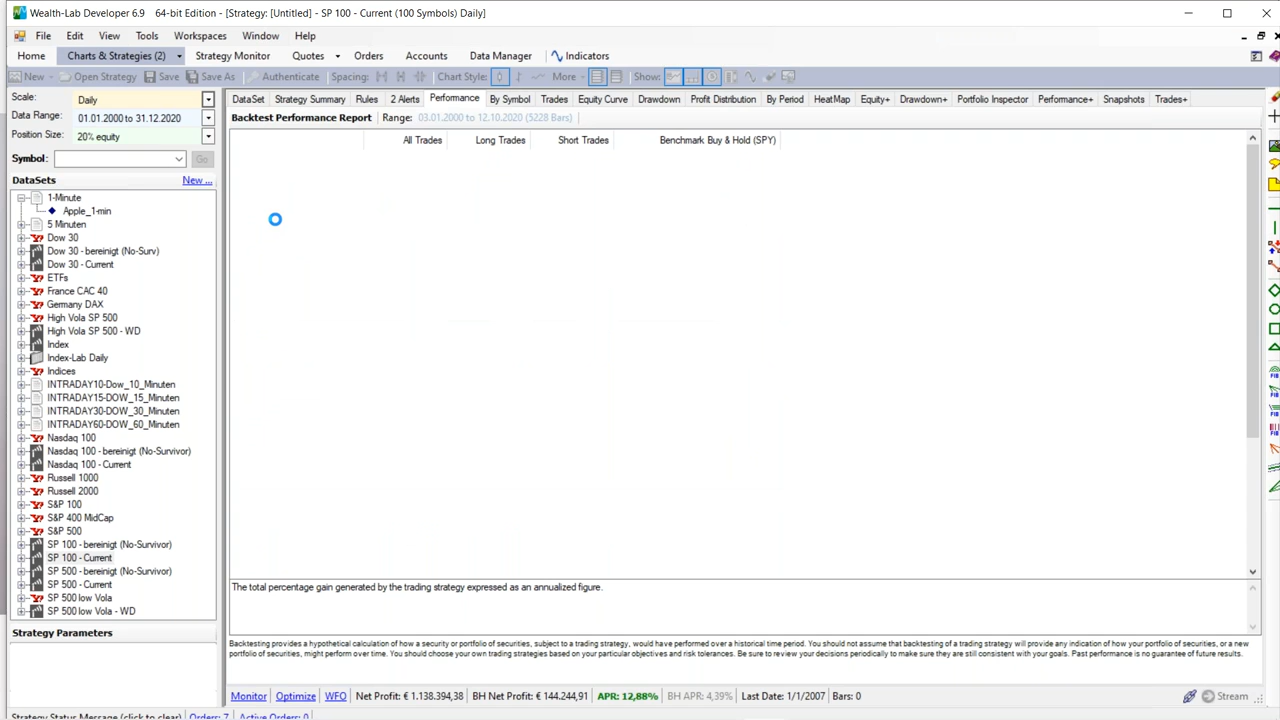 Wealth-Lab Developer 6.9 64-bit Edition - [Strategy: [Untitled] - SP 100 - Current (100 Symbols) Daily]
File Edit View Tools Workspaces Window Help
Home Charts & Strategies (2) Strategy Monitor Quotes Orders Accounts Data Manager Indicators
New Open Strategy Save Save As Authenticate Spacing: Chart Style: More Show:
Scale: Daily
Data Range: 01.01.2000 to 31.12.2020
Position Size: 20% equity
Symbol: Go
DataSets New ...
1-Minute
Apple_1-min
5 Minuten
Dow 30
Dow 30 - bereinigt (No-Surv)
Dow 30 - Current
ETFs
France CAC 40
Germany DAX
High Vola SP 500
High Vola SP 500 - WD
Index
Index-Lab Daily
Indices
INTRADAY10-Dow_10_Minuten
INTRADAY15-DOW_15_Minuten
INTRADAY30-DOW_30_Minuten
INTRADAY60-DOW_60_Minuten
Nasdaq 100
Nasdaq 100 - bereinigt (No-Survivor)
Nasdaq 100 - Current
Russell 1000
Russell 2000
S&P 100
S&P 400 MidCap
S&P 500
SP 100 - bereinigt (No-Survivor)
SP 100 - Current
SP 500 - bereinigt (No-Survivor)
SP 500 - Current
SP 500 low Vola
SP 500 low Vola - WD
Strategy Parameters
DataSet Strategy Summary Rules 2 Alerts Performance By Symbol Trades Equity Curve Drawdown Profit Distribution By Period HeatMap Equity+ Drawdown+ Portfolio Inspector Performance+ Snapshots Trades+
Backtest Performance Report Range: 03.01.2000 to 12.10.2020 (5228 Bars)
All Trades Long Trades Short Trades Benchmark Buy & Hold (SPY)
The total percentage gain generated by the trading strategy expressed as an annualized figure.
Backtesting provides a hypothetical calculation of how a security or portfolio of securities, subject to a trading strategy, would have performed over a historical time period. You should not assume that backtesting of a trading strategy will provide any indication of how your portfolio of securities, or a new
portfolio of securities, might perform over time. You should choose your own trading strategies based on your particular objectives and risk tolerances. Be sure to review your decisions periodically to make sure they are still consistent with your goals. Past performance is no guarantee of future results.
Monitor Optimize WFO Net Profit: € 1.138.394,38 BH Net Profit: € 144.244,91 APR: 12,88% BH APR: 4,39% Last Date: 1/1/2007 Bars: 0 Stream
Strategy Status Message (click to clear) Orders: 7 Active Orders: 0
FIB
FIB
FIB